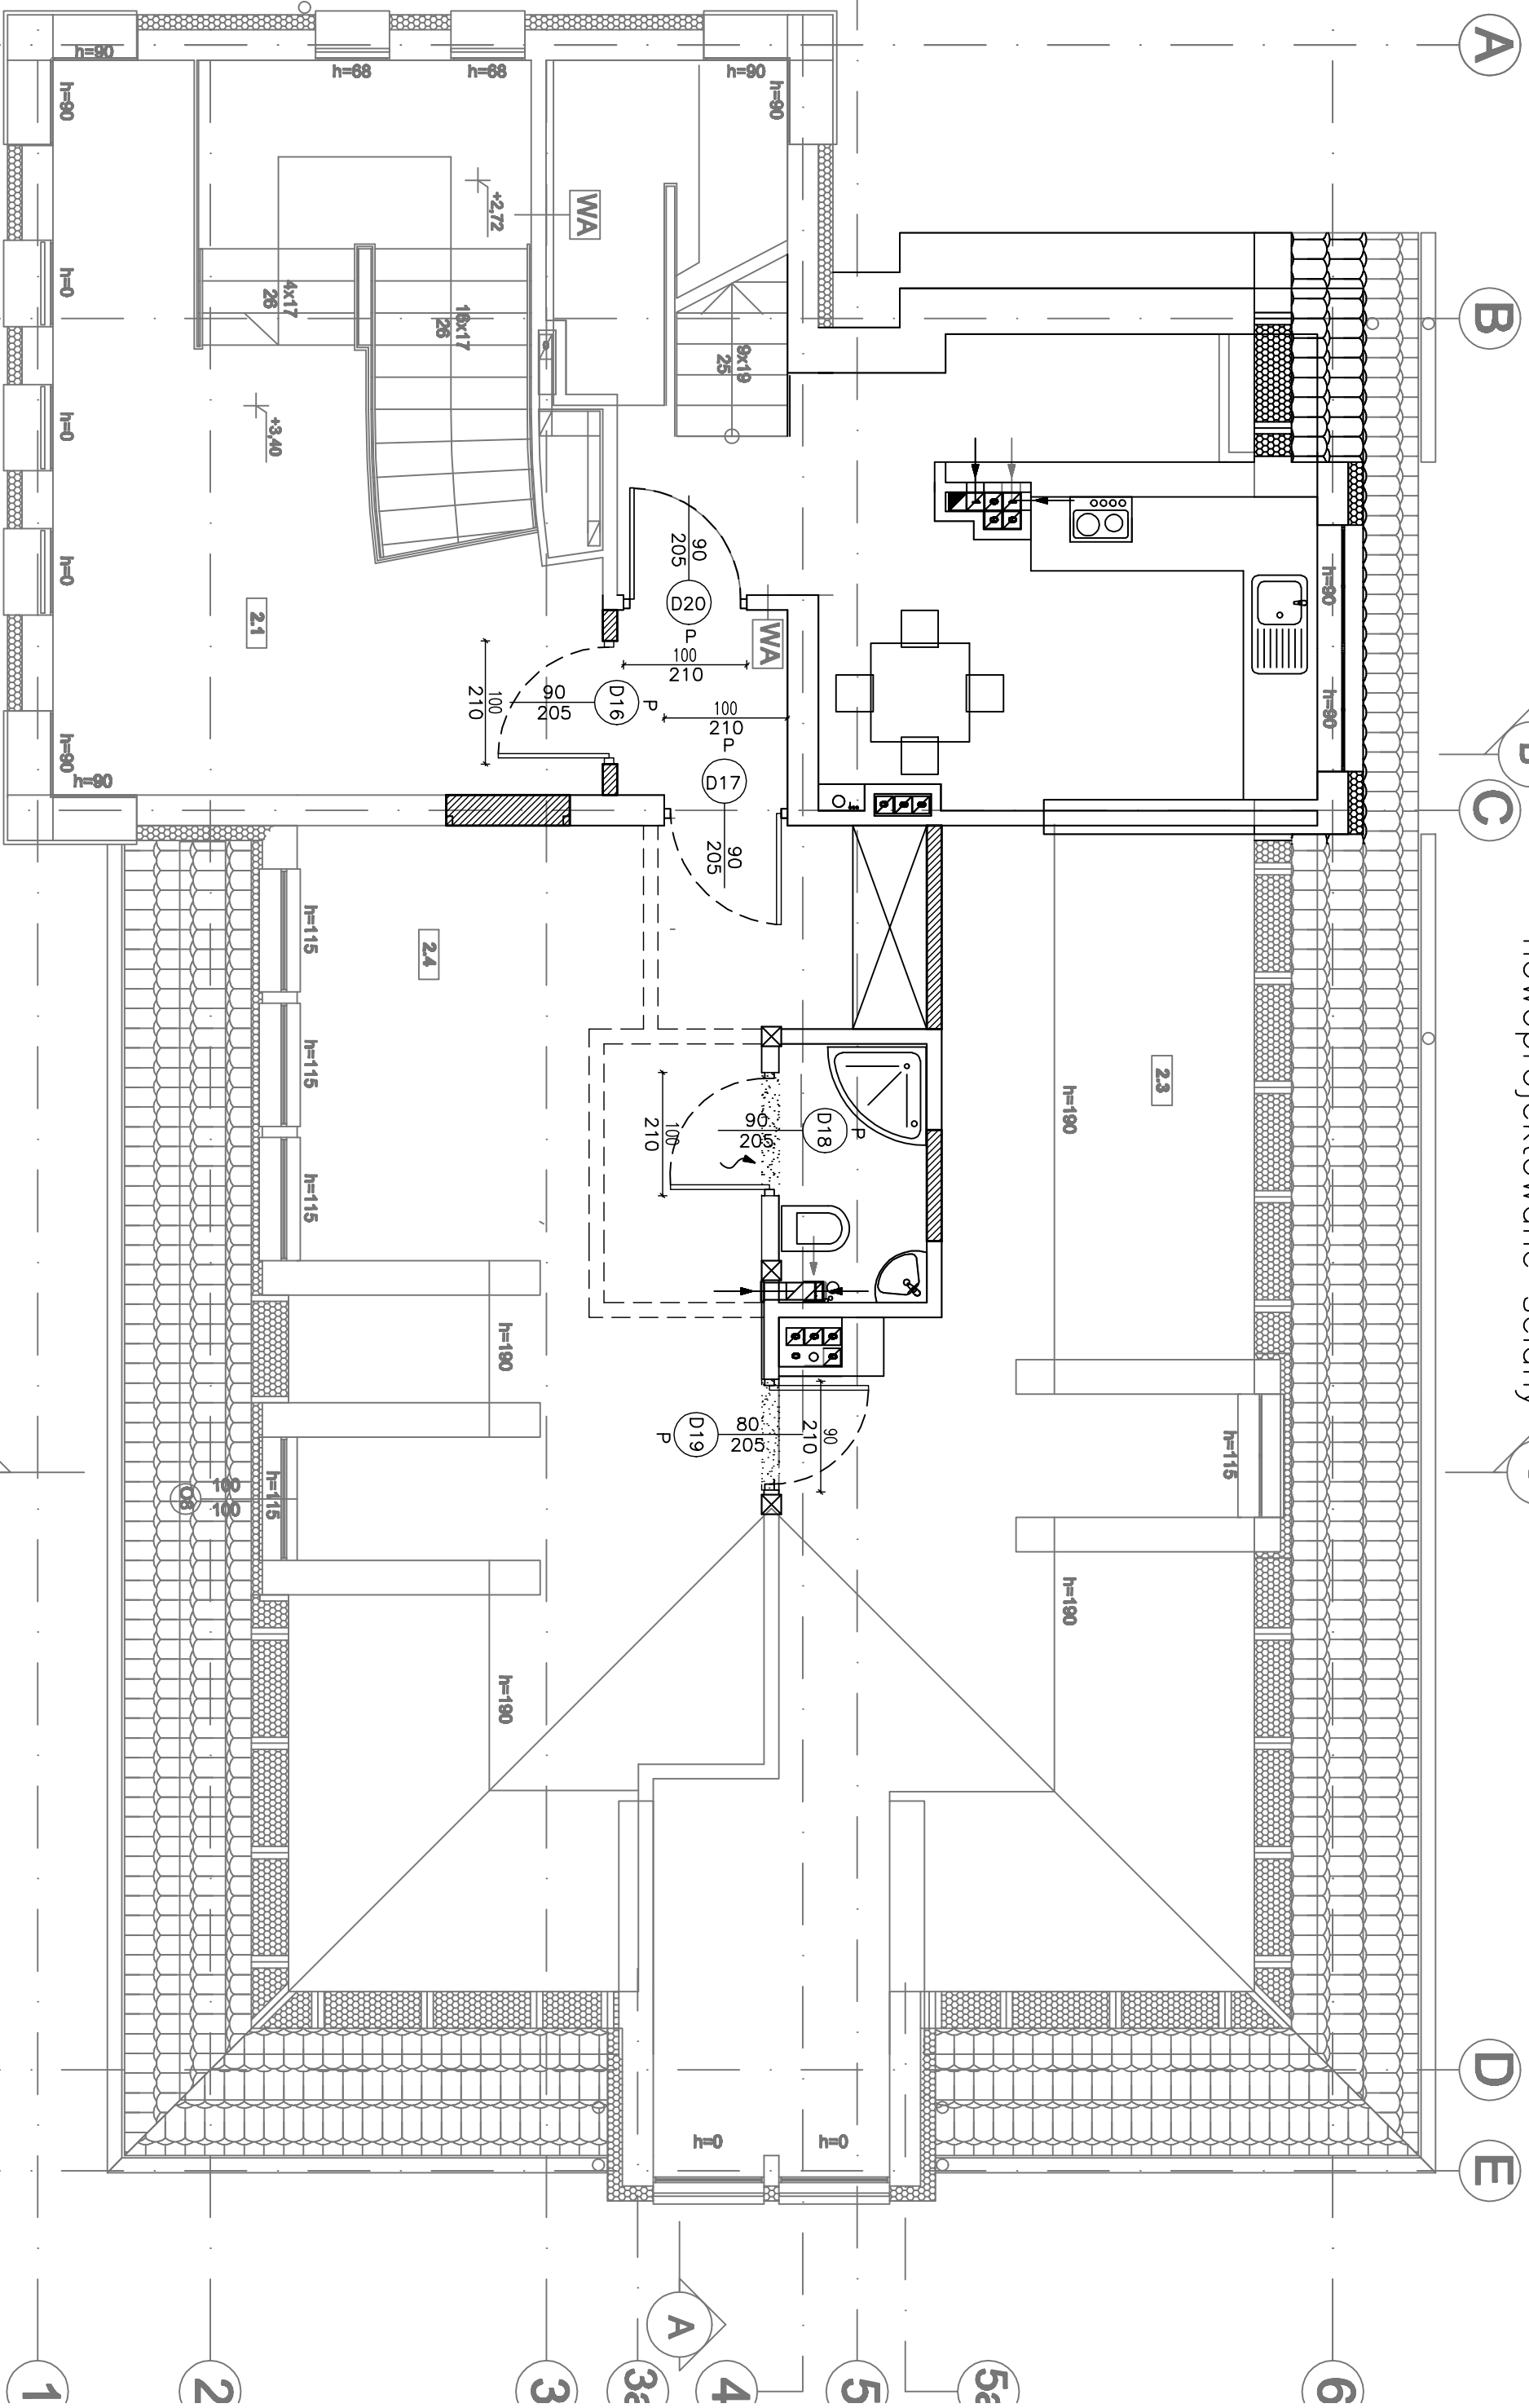 A
B
C
D
E
1
2
3
3a
4
5
5a
6
A
Nowoprojektowane ściany
h=90
h=68
h=68
h=90
h=90
h=90
h=0
h=0
h=0
h=90
h=90
+2,72
WA
4x17
26
16x17
26
9x19
25
+3,40
2.1
90
205
D20
P
100
210
WA
90
205
D16
P
100
210
100
210
P
D17
90
205
h=90
h=90
2.4
2.3
h=115
h=115
h=115
h=190
90
205
D18
P
100
210
h=190
h=190
80
205
D19
P
90
210
h=115
h=115
O8
100
100
h=190
h=190
h=0
h=0